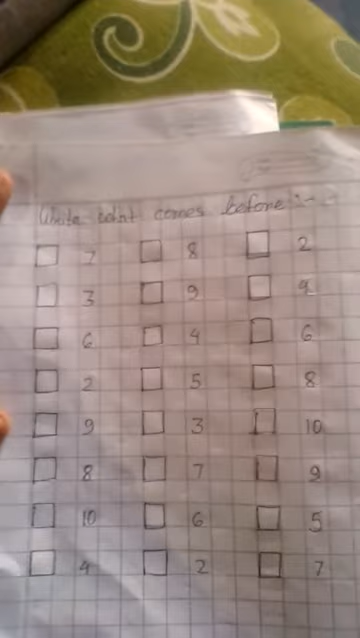 Write what comes before :-
☐ 7 ☐ 8 ☐ 2
☐ 3 ☐ 9 ☐ 9
☐ 6 ☐ 4 ☐ 6
☐ 2 ☐ 5 ☐ 8
☐ 9 ☐ 3 ☐ 10
☐ 8 ☐ 7 ☐ 9
☐ 10 ☐ 6 ☐ 5
☐ 4 ☐ 2 ☐ 7